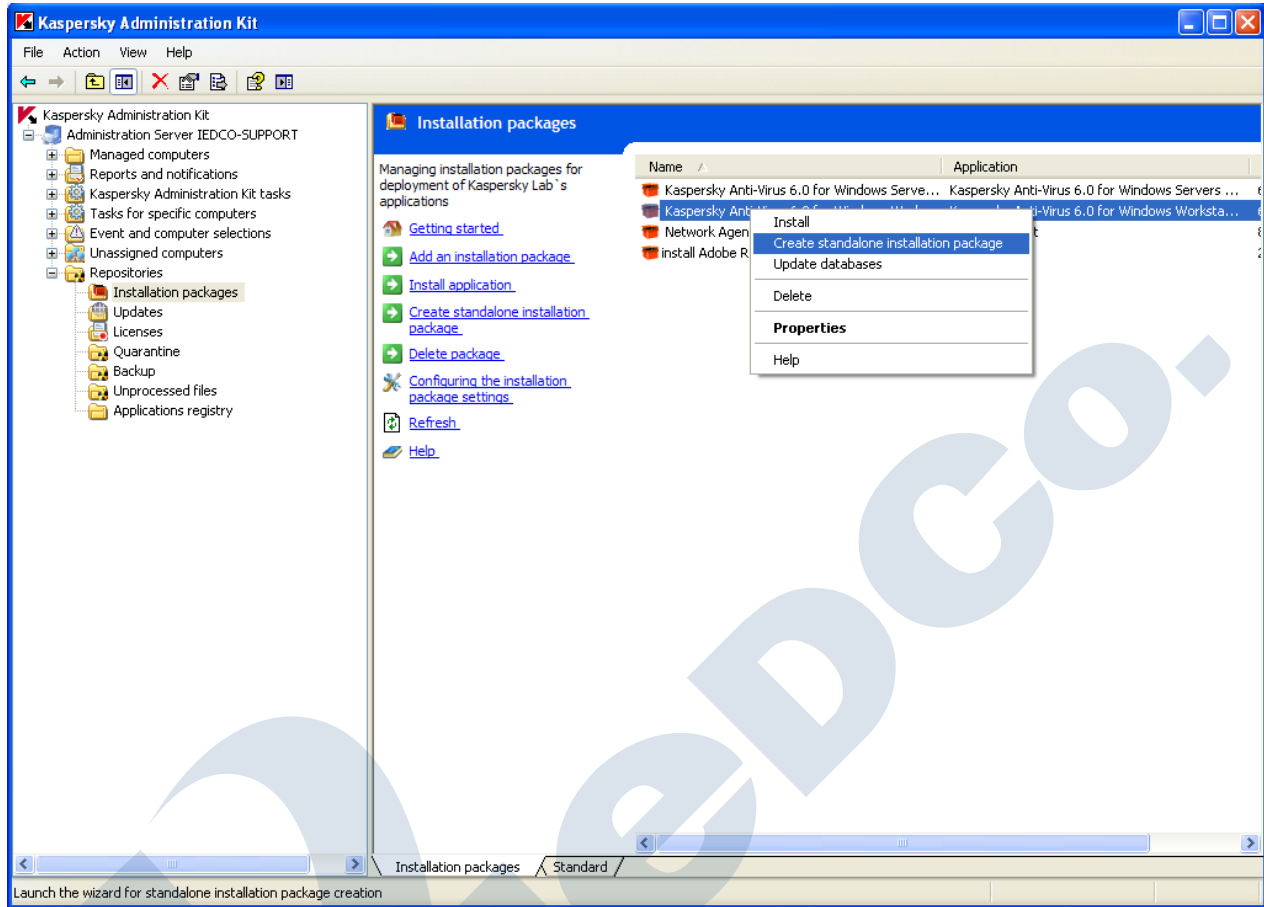 Kaspersky Administration Kit
File Action View Help
Kaspersky Administration Kit
Administration Server IEDCO-SUPPORT
Managed computers
Reports and notifications
Kaspersky Administration Kit tasks
Tasks for specific computers
Event and computer selections
Unassigned computers
Repositories
Installation packages
Updates
Licenses
Quarantine
Backup
Unprocessed files
Applications registry
Installation packages
Managing installation packages for
deployment of Kaspersky Lab`s
applications
Getting started
Add an installation package
Install application
Create standalone installation
package
Delete package
Configuring the installation
package settings
Refresh
Help
Name Application
Kaspersky Anti-Virus 6.0 for Windows Serve... Kaspersky Anti-Virus 6.0 for Windows Servers ...
Kaspersky Anti-Virus 6.0 for Windows Worksta...
Network Agen
install Adobe R
Install
Create standalone installation package
Update databases
Delete
Properties
Help
Installation packages Standard
Launch the wizard for standalone installation package creation
IeDCo.